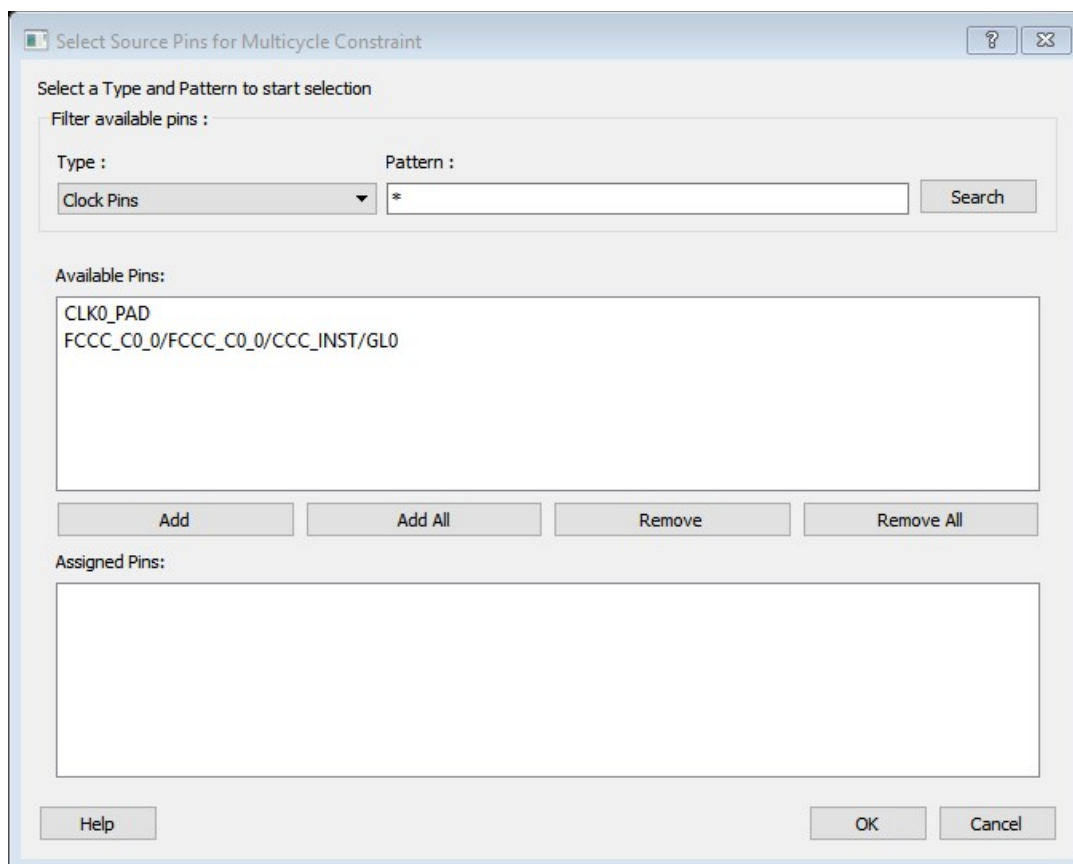 Select Source Pins for Multicycle Constraint
Select a Type and Pattern to start selection
Filter available pins :
Type : Pattern :
Clock Pins * Search
Available Pins:
CLK0_PAD
FCCC_C0_0/FCCC_C0_0/CCC_INST/GL0
Add Add All Remove Remove All
Assigned Pins:
Help OK Cancel